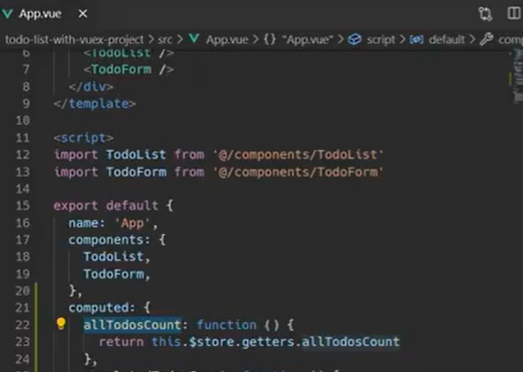 App.vue
todo-list-with-vuex-project > src > App.vue > {} "App.vue" > script > default >
6 <TodoList />
7 <TodoForm />
8 </div>
9 </template>
10
11 <script>
12 import TodoList from '@/components/TodoList'
13 import TodoForm from '@/components/TodoForm'
14
15 export default {
16 name: 'App',
17 components: {
18 TodoList,
19 TodoForm,
20 },
21 computed: {
22 allTodosCount: function () {
23 return this.$store.getters.allTodosCount
24 },